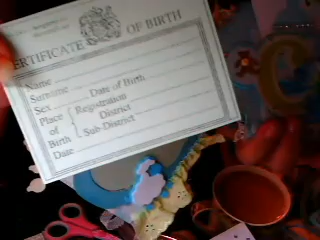 CERTIFICATE OF BIRTH
Name
Surname
Sex Date of Birth
Place Registration
of District
Birth Sub-District
Date